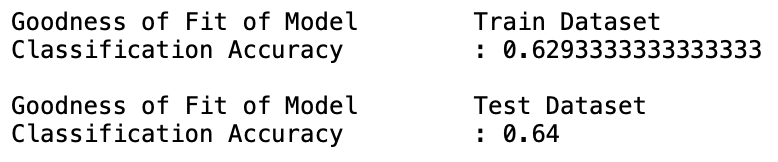 Goodness of Fit of Model        Train Dataset
Classification Accuracy         : 0.6293333333333333
Goodness of Fit of Model        Test Dataset
Classification Accuracy         : 0.64